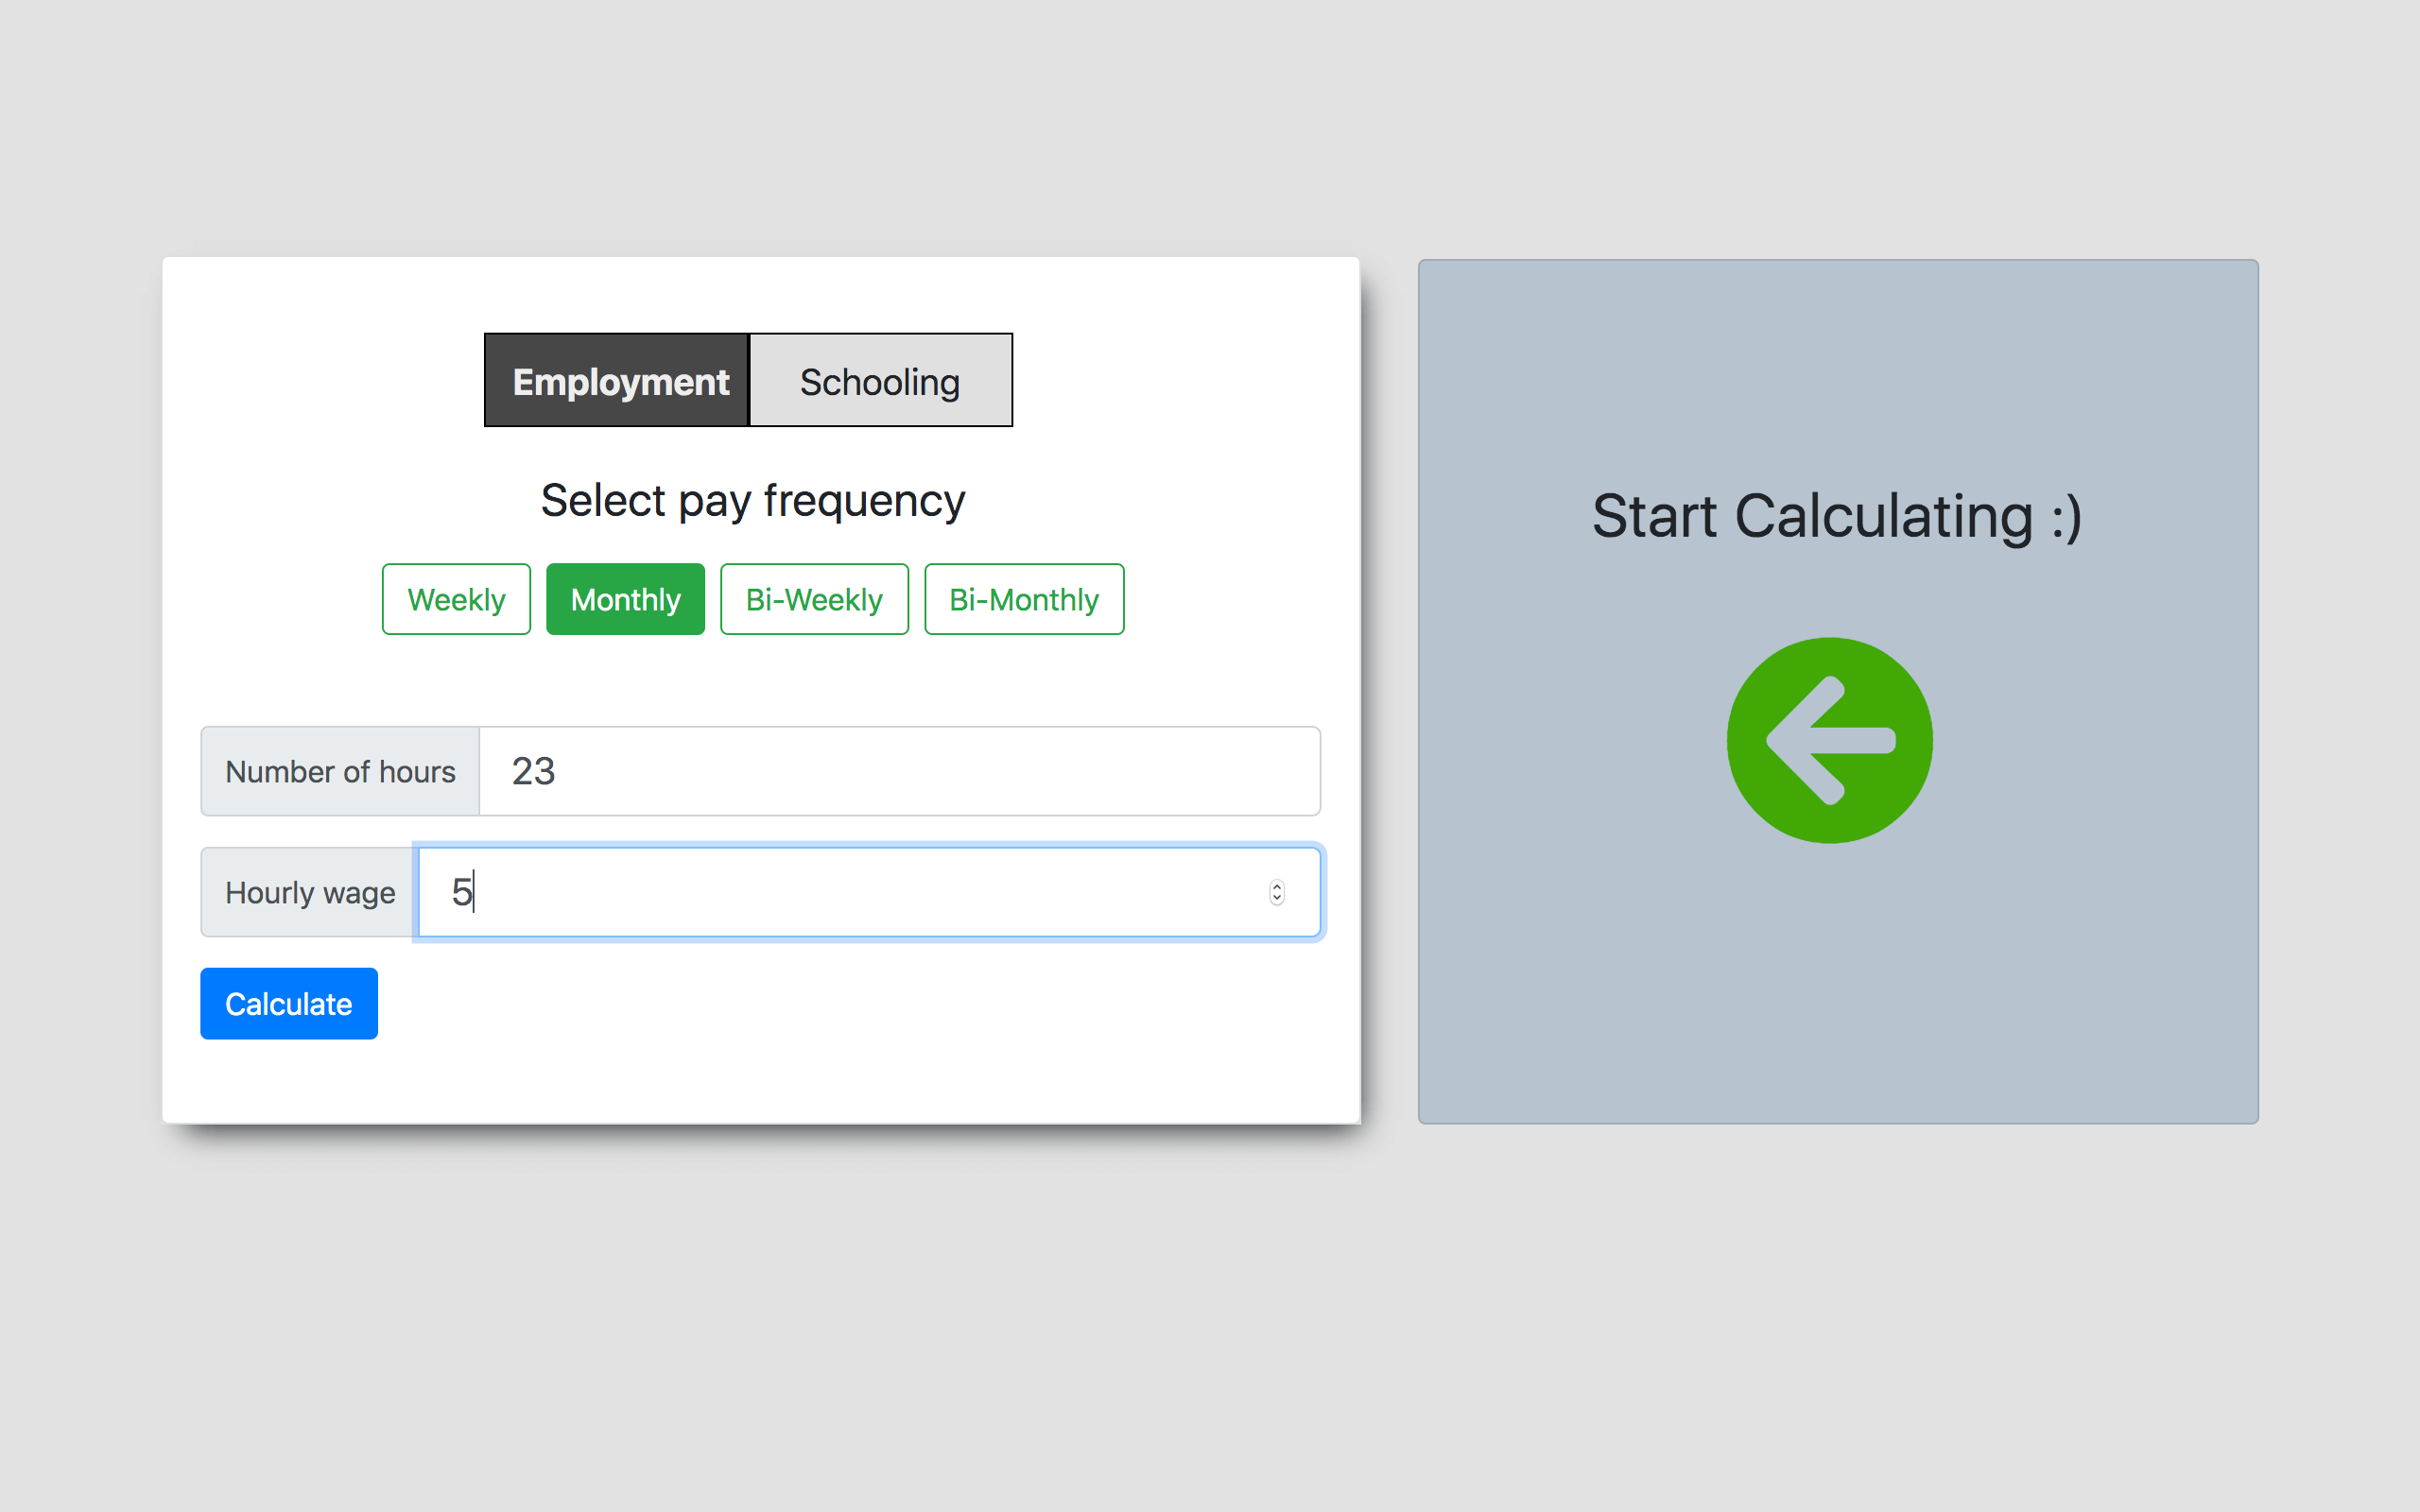 Employment Schooling
Select pay frequency
Weekly Monthly Bi-Weekly Bi-Monthly
Number of hours 23
Hourly wage 5
Calculate
Start Calculating :)